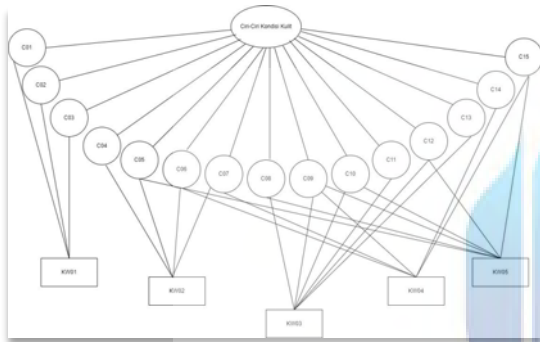 Ciri-Ciri Kondisi Kulit
C01
C02
C03
C04
C05
C06
C07
C08
C09
C10
C11
C12
C13
C14
C15
KW01
KW02
KW03
KW04
KW05